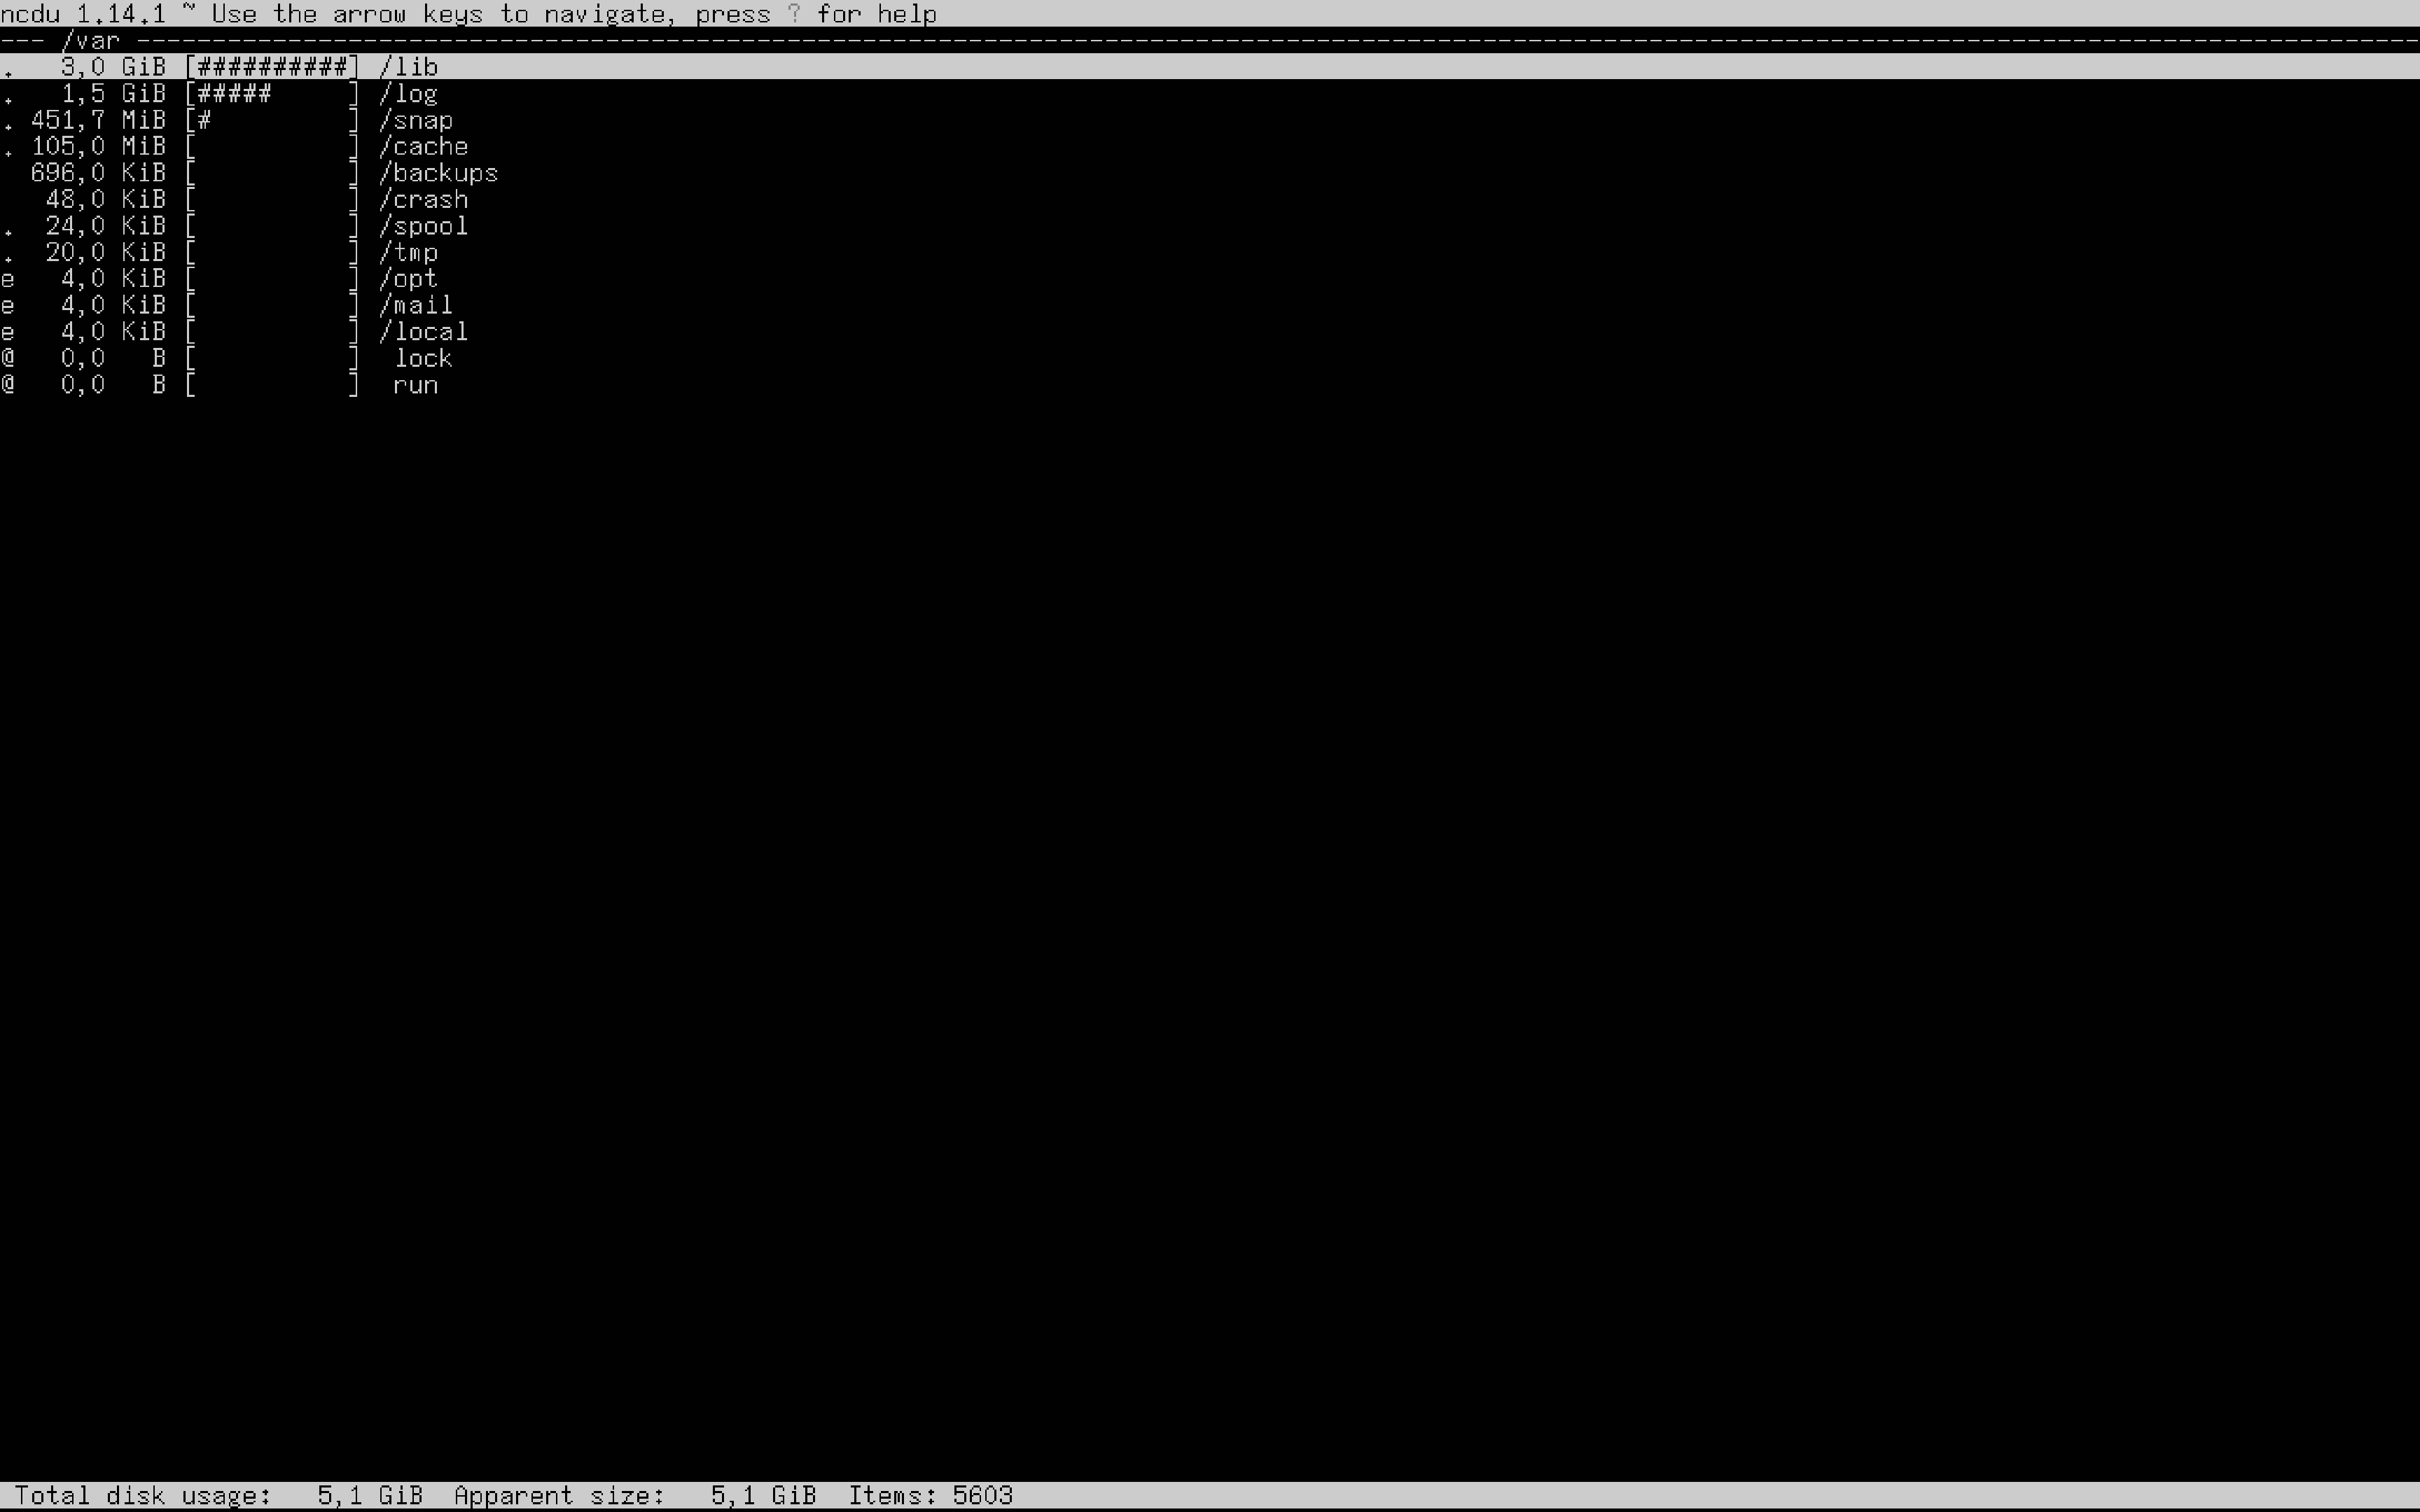 ncdu 1.14.1 ~ Use the arrow keys to navigate, press ? for help
--- /var ----------------------------------------------------------------------------------------------------------------------------------------------------
.   3,0 GiB [##########] /lib
.   1,5 GiB [#####     ] /log
. 451,7 MiB [#         ] /snap
. 105,0 MiB [          ] /cache
  696,0 KiB [          ] /backups
   48,0 KiB [          ] /crash
.  24,0 KiB [          ] /spool
.  20,0 KiB [          ] /tmp
e   4,0 KiB [          ] /opt
e   4,0 KiB [          ] /mail
e   4,0 KiB [          ] /local
@   0,0   B [          ]  lock
@   0,0   B [          ]  run
 Total disk usage:   5,1 GiB  Apparent size:   5,1 GiB  Items: 5603